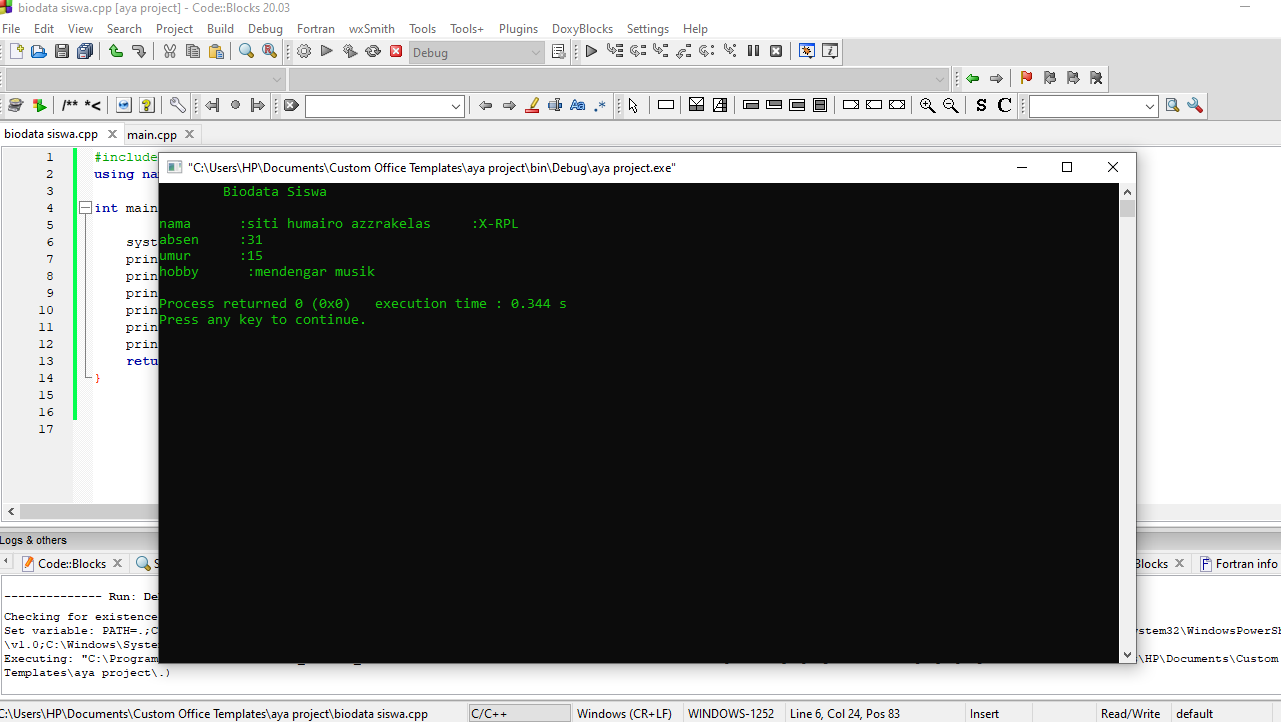 biodata siswa.cpp [aya project] - Code::Blocks 20.03
File Edit View Search Project Build Debug Fortran wxSmith Tools Tools+ Plugins DoxyBlocks Settings Help
Debug
/** *<
S C
biodata siswa.cpp X main.cpp X
"C:\Users\HP\Documents\Custom Office Templates\aya project\bin\Debug\aya project.exe"
1 #include
2 using na
3
4 int main
5
6 syst
7 prin
8 prin
9 prin
10 prin
11 prin
12 prin
13 retu
14 }
15
16
17
Biodata Siswa
nama :siti humairo azzrakelas :X-RPL
absen :31
umur :15
hobby :mendengar musik
Process returned 0 (0x0) execution time : 0.344 s
Press any key to continue.
Logs & others
Code::Blocks X S Blocks X Fortran info
-------------- Run: De
Checking for existence
Set variable: PATH=.;C ystem32\WindowsPowerSh
\v1.0;C:\Windows\Syste
Executing: "C:\Program \HP\Documents\Custom
Templates\aya project\.)
C:\Users\HP\Documents\Custom Office Templates\aya project\biodata siswa.cpp C/C++ Windows (CR+LF) WINDOWS-1252 Line 6, Col 24, Pos 83 Insert Read/Write default